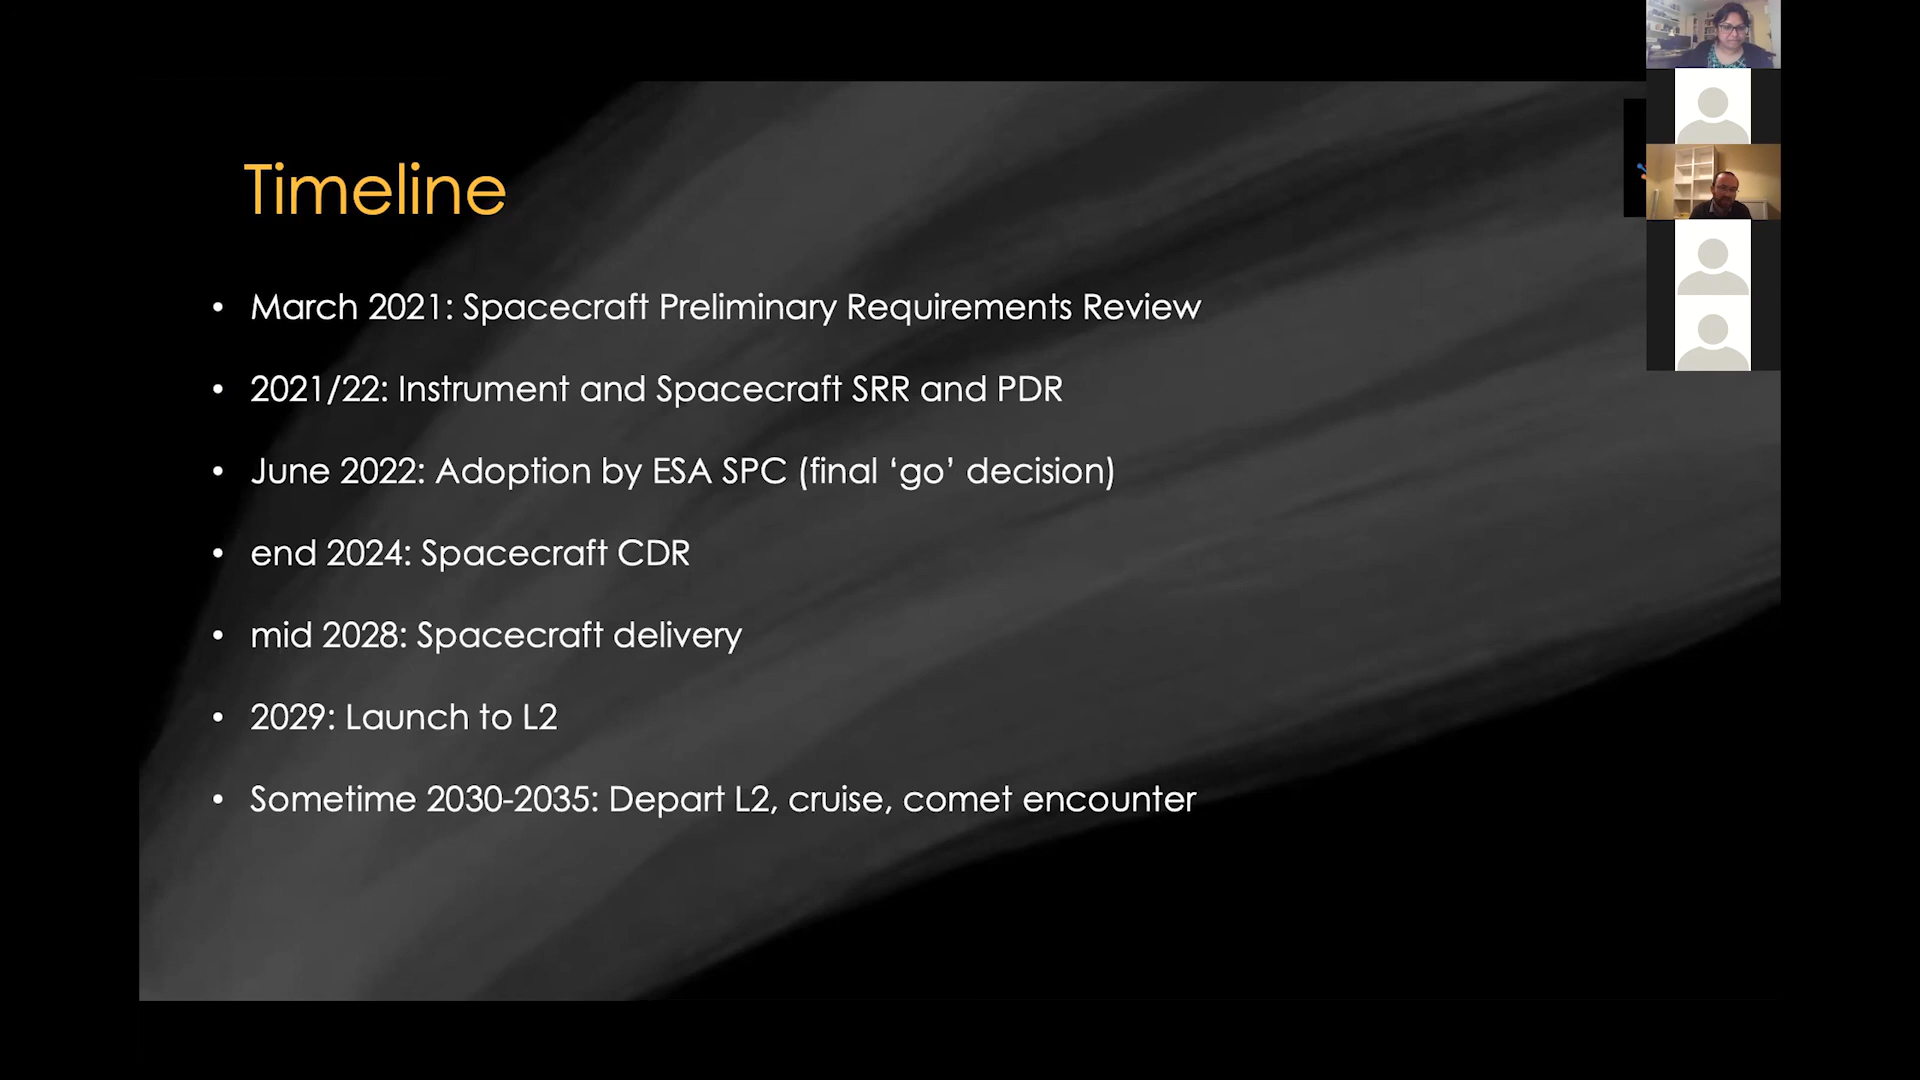 Timeline
• March 2021: Spacecraft Preliminary Requirements Review
• 2021/22: Instrument and Spacecraft SRR and PDR
• June 2022: Adoption by ESA SPC (final ‘go’ decision)
• end 2024: Spacecraft CDR
• mid 2028: Spacecraft delivery
• 2029: Launch to L2
• Sometime 2030-2035: Depart L2, cruise, comet encounter